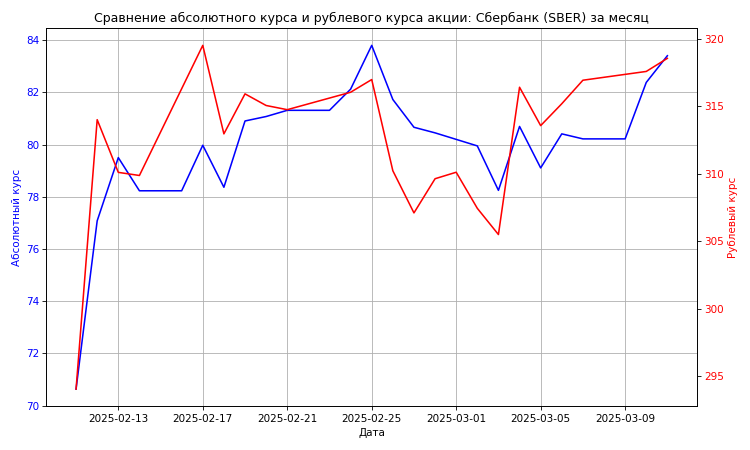 Сравнение абсолютного курса и рублевого курса акции: Сбербанк (SBER) за месяц
84
82
80
78
76
74
72
70
Абсолютный курс
320
315
310
305
300
295
Рублевый курс
2025-02-13 2025-02-17 2025-02-21 2025-02-25 2025-03-01 2025-03-05 2025-03-09
Дата